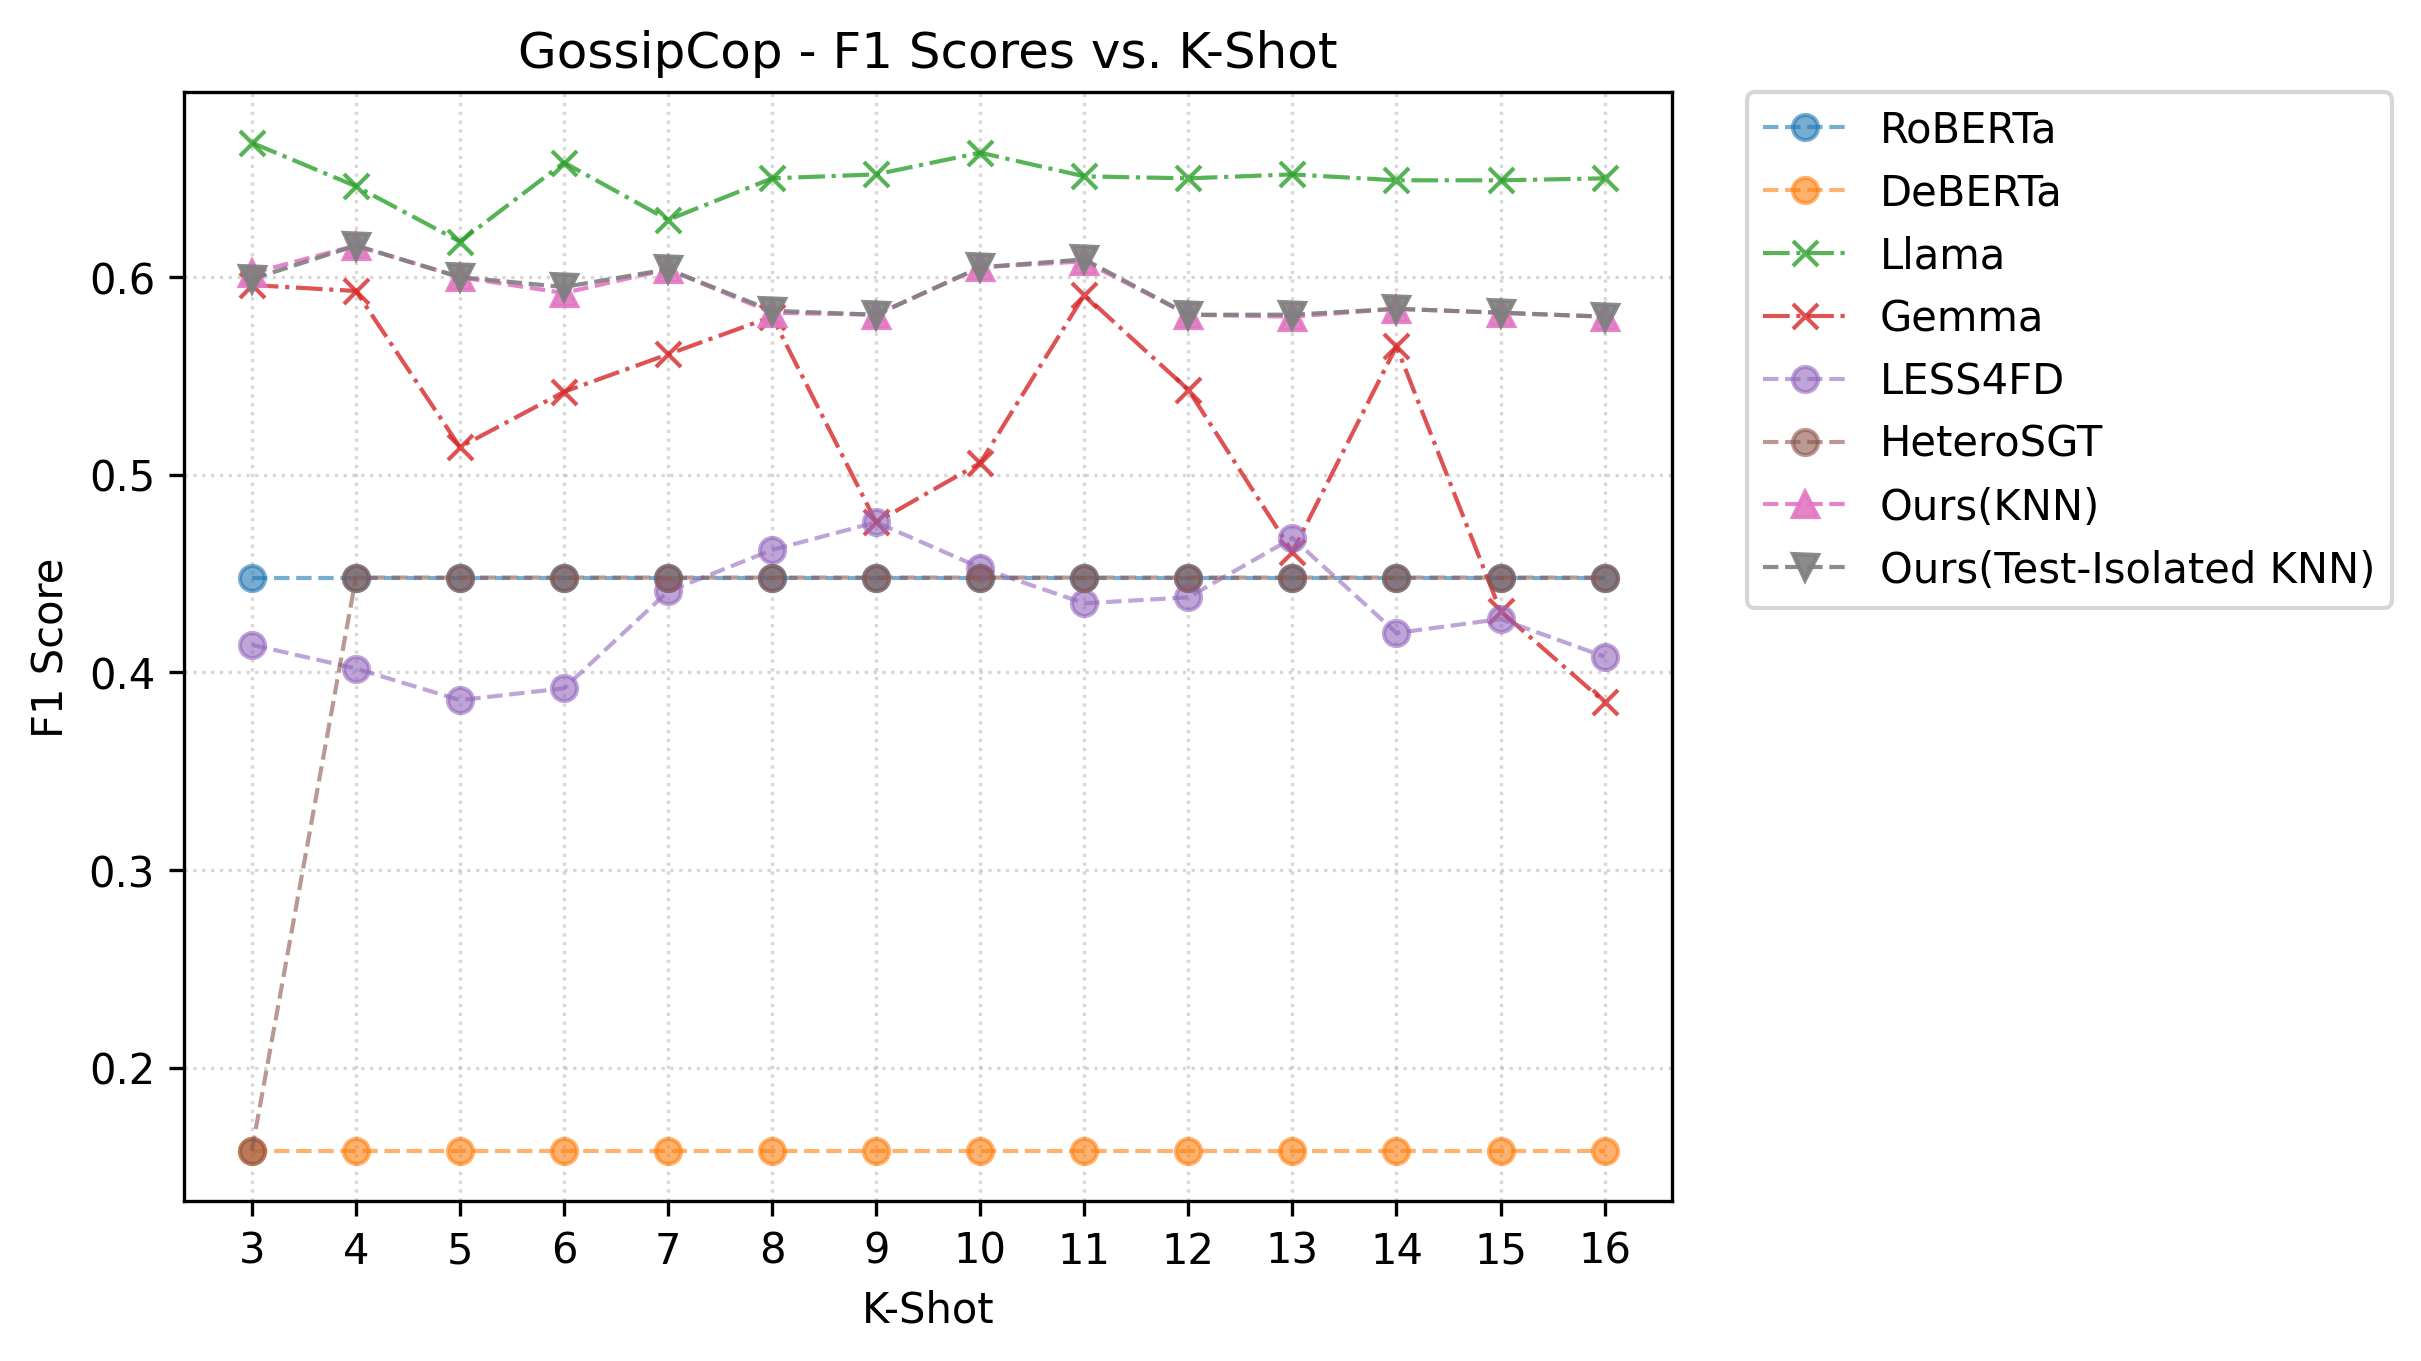 GossipCop - F1 Scores vs. K-Shot
F1 Score
0.6
0.5
0.4
0.3
0.2
3 4 5 6 7 8 9 10 11 12 13 14 15 16
K-Shot
RoBERTa
DeBERTa
Llama
Gemma
LESS4FD
HeteroSGT
Ours(KNN)
Ours(Test-Isolated KNN)